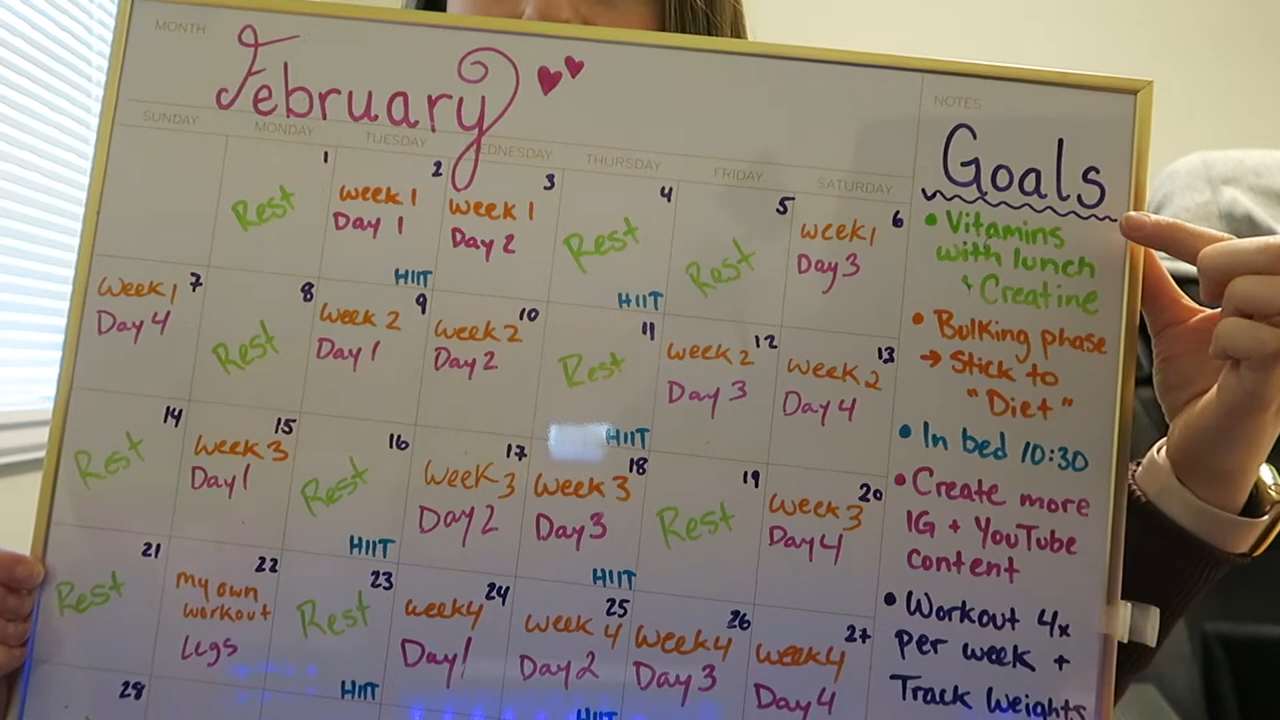 MONTH
February
NOTES
SUNDAY MONDAY TUESDAY WEDNESDAY THURSDAY FRIDAY SATURDAY
1
Rest
2
Week 1
Day 1
HIIT
3
Week 1
Day 2
4
Rest
HIIT
5
Rest
6
Week 1
Day 3
7
Week 1
Day 4
8
Rest
9
Week 2
Day 1
10
Week 2
Day 2
11
Rest
HIIT
12
Week 2
Day 3
13
Week 2
Day 4
14
Rest
15
Week 3
Day 1
16
Rest
HIIT
17
Week 3
Day 2
18
Week 3
Day 3
HIIT
19
Rest
20
Week 3
Day 4
21
Rest
22
my own
workout
Legs
23
Rest
HIIT
24
Week 4
Day 1
25
Week 4
Day 2
HIIT
26
Week 4
Day 3
27
Week 4
Day 4
28
Goals
• Vitamins
with lunch
+ Creatine
• Bulking phase
→ Stick to
"Diet"
• In bed 10:30
• Create more
IG + YouTube
content
• Workout 4x
per week +
Track Weights